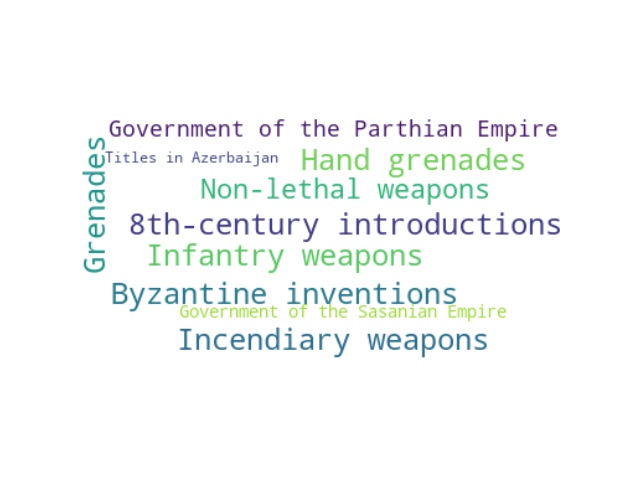 Government of the Parthian Empire
Grenades
Titles in Azerbaijan
Hand grenades
Non-lethal weapons
8th-century introductions
Infantry weapons
Byzantine inventions
Government of the Sasanian Empire
Incendiary weapons